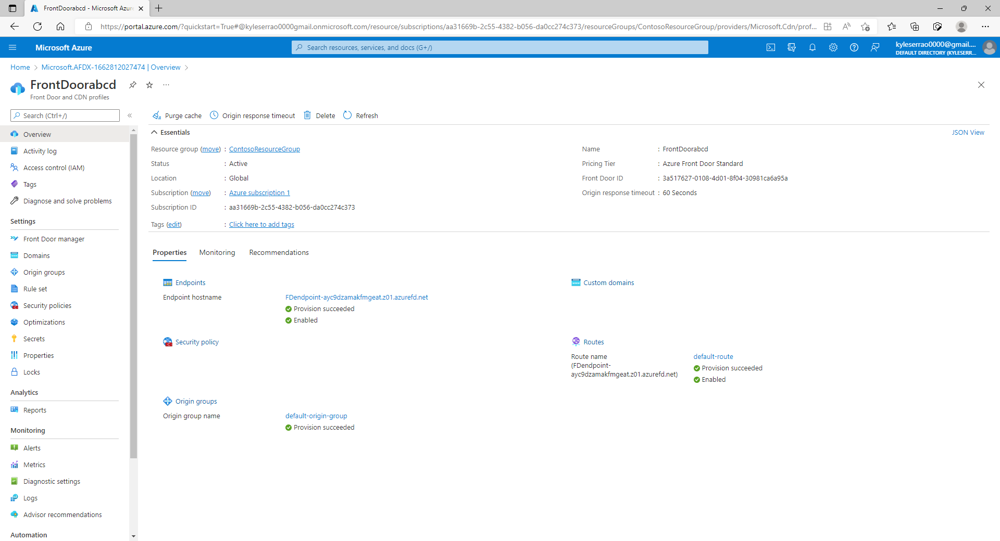 FrontDoorabcd - Microsoft Azure
https://portal.azure.com/?quickstart=True#@kyleserrao0000gmail.onmicrosoft.com/resource/subscriptions/aa31669b-2c55-4382-b056-da0cc274c373/resourceGroups/ContosoResourceGroup/providers/Microsoft.Cdn/prof...
Microsoft Azure
Search resources, services, and docs (G+/)
kyleserrao0000@gmail....
DEFAULT DIRECTORY (KYLESERR...
Home > Microsoft.AFDX-1662812027474 | Overview >
FrontDoorabcd
Front Door and CDN profiles
Search (Ctrl+/)
Overview
Activity log
Access control (IAM)
Tags
Diagnose and solve problems
Settings
Front Door manager
Domains
Origin groups
Rule set
Security policies
Optimizations
Secrets
Properties
Locks
Analytics
Reports
Monitoring
Alerts
Metrics
Diagnostic settings
Logs
Advisor recommendations
Automation
Purge cache Origin response timeout Delete Refresh
Essentials
JSON View
Resource group (move) : ContosoResourceGroup
Status : Active
Location : Global
Subscription (move) : Azure subscription 1
Subscription ID : aa31669b-2c55-4382-b056-da0cc274c373
Tags (edit) : Click here to add tags
Name : FrontDoorabcd
Pricing Tier : Azure Front Door Standard
Front Door ID : 3a517627-0108-4d01-8f04-30981ca6a95a
Origin response timeout : 60 Seconds
Properties Monitoring Recommendations
Endpoints
Endpoint hostname FDendpoint-ayc9dzamakfmgeat.z01.azurefd.net
Provision succeeded
Enabled
Custom domains
Security policy
Routes
Route name
(FDendpoint-
ayc9dzamakfmgeat.z01.azurefd.net)
default-route
Provision succeeded
Enabled
Origin groups
Origin group name default-origin-group
Provision succeeded